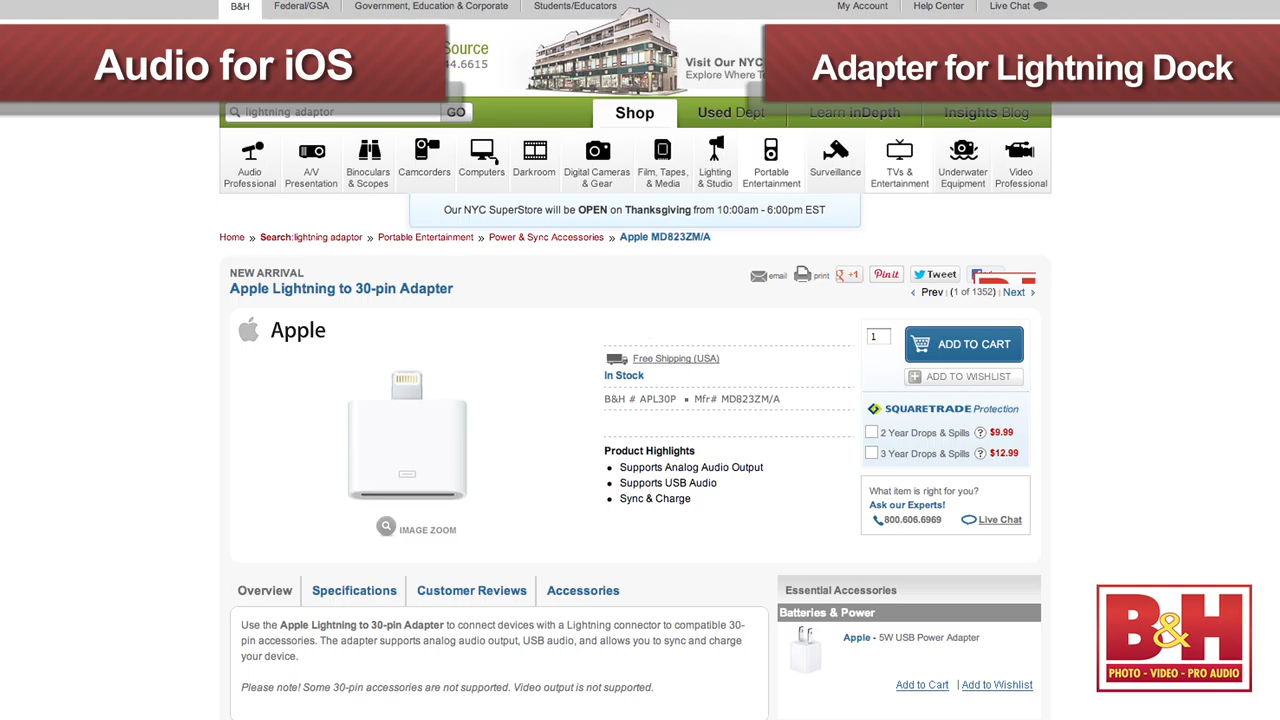 B&H Federal/GSA Government, Education & Corporate Students/Educators My Account Help Center Live Chat
Audio for iOS
Adapter for Lightning Dock
Source
44.6615
Visit Our NYC
Explore Where
lightning adaptor GO
Shop Used Dept Learn InDepth Insights Blog
Audio Professional
A/V Presentation
Binoculars & Scopes
Camcorders
Computers
Darkroom
Digital Cameras & Gear
Film, Tapes, & Media
Lighting & Studio
Portable Entertainment
Surveillance
TVs & Entertainment
Underwater Equipment
Video Professional
Our NYC SuperStore will be OPEN on Thanksgiving from 10:00am - 6:00pm EST
Home » Search:lightning adaptor » Portable Entertainment » Power & Sync Accessories » Apple MD823ZM/A
NEW ARRIVAL
Apple Lightning to 30-pin Adapter
email print +1 Pin it Tweet
‹ Prev (1 of 1352) Next ›
Apple
Free Shipping (USA)
In Stock
B&H # APL30P ▪ Mfr# MD823ZM/A
Product Highlights
• Supports Analog Audio Output
• Supports USB Audio
• Sync & Charge
IMAGE ZOOM
1 ADD TO CART
ADD TO WISHLIST
SQUARETRADE Protection
2 Year Drops & Spills ? $9.99
3 Year Drops & Spills ? $12.99
What item is right for you?
Ask our Experts!
800.606.6969 Live Chat
Overview Specifications Customer Reviews Accessories
Use the Apple Lightning to 30-pin Adapter to connect devices with a Lightning connector to compatible 30-
pin accessories. The adapter supports analog audio output, USB audio, and allows you to sync and charge
your device.
Please note! Some 30-pin accessories are not supported. Video output is not supported.
Essential Accessories
Batteries & Power
Apple - 5W USB Power Adapter
Add to Cart | Add to Wishlist
B&H
PHOTO - VIDEO - PRO AUDIO